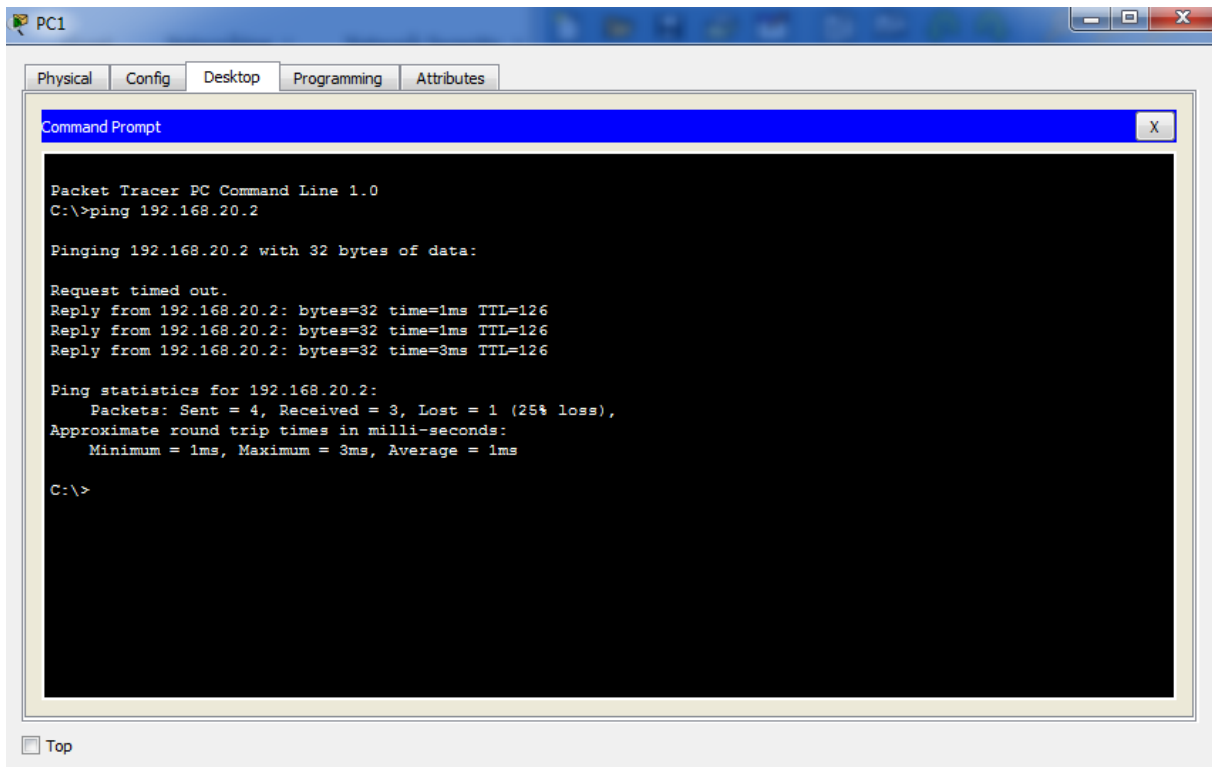 PC1
Physical Config Desktop Programming Attributes
Command Prompt
X
Packet Tracer PC Command Line 1.0
C:\>ping 192.168.20.2
Pinging 192.168.20.2 with 32 bytes of data:
Request timed out.
Reply from 192.168.20.2: bytes=32 time=1ms TTL=126
Reply from 192.168.20.2: bytes=32 time=1ms TTL=126
Reply from 192.168.20.2: bytes=32 time=3ms TTL=126
Ping statistics for 192.168.20.2:
Packets: Sent = 4, Received = 3, Lost = 1 (25% loss),
Approximate round trip times in milli-seconds:
Minimum = 1ms, Maximum = 3ms, Average = 1ms
C:\>
Top